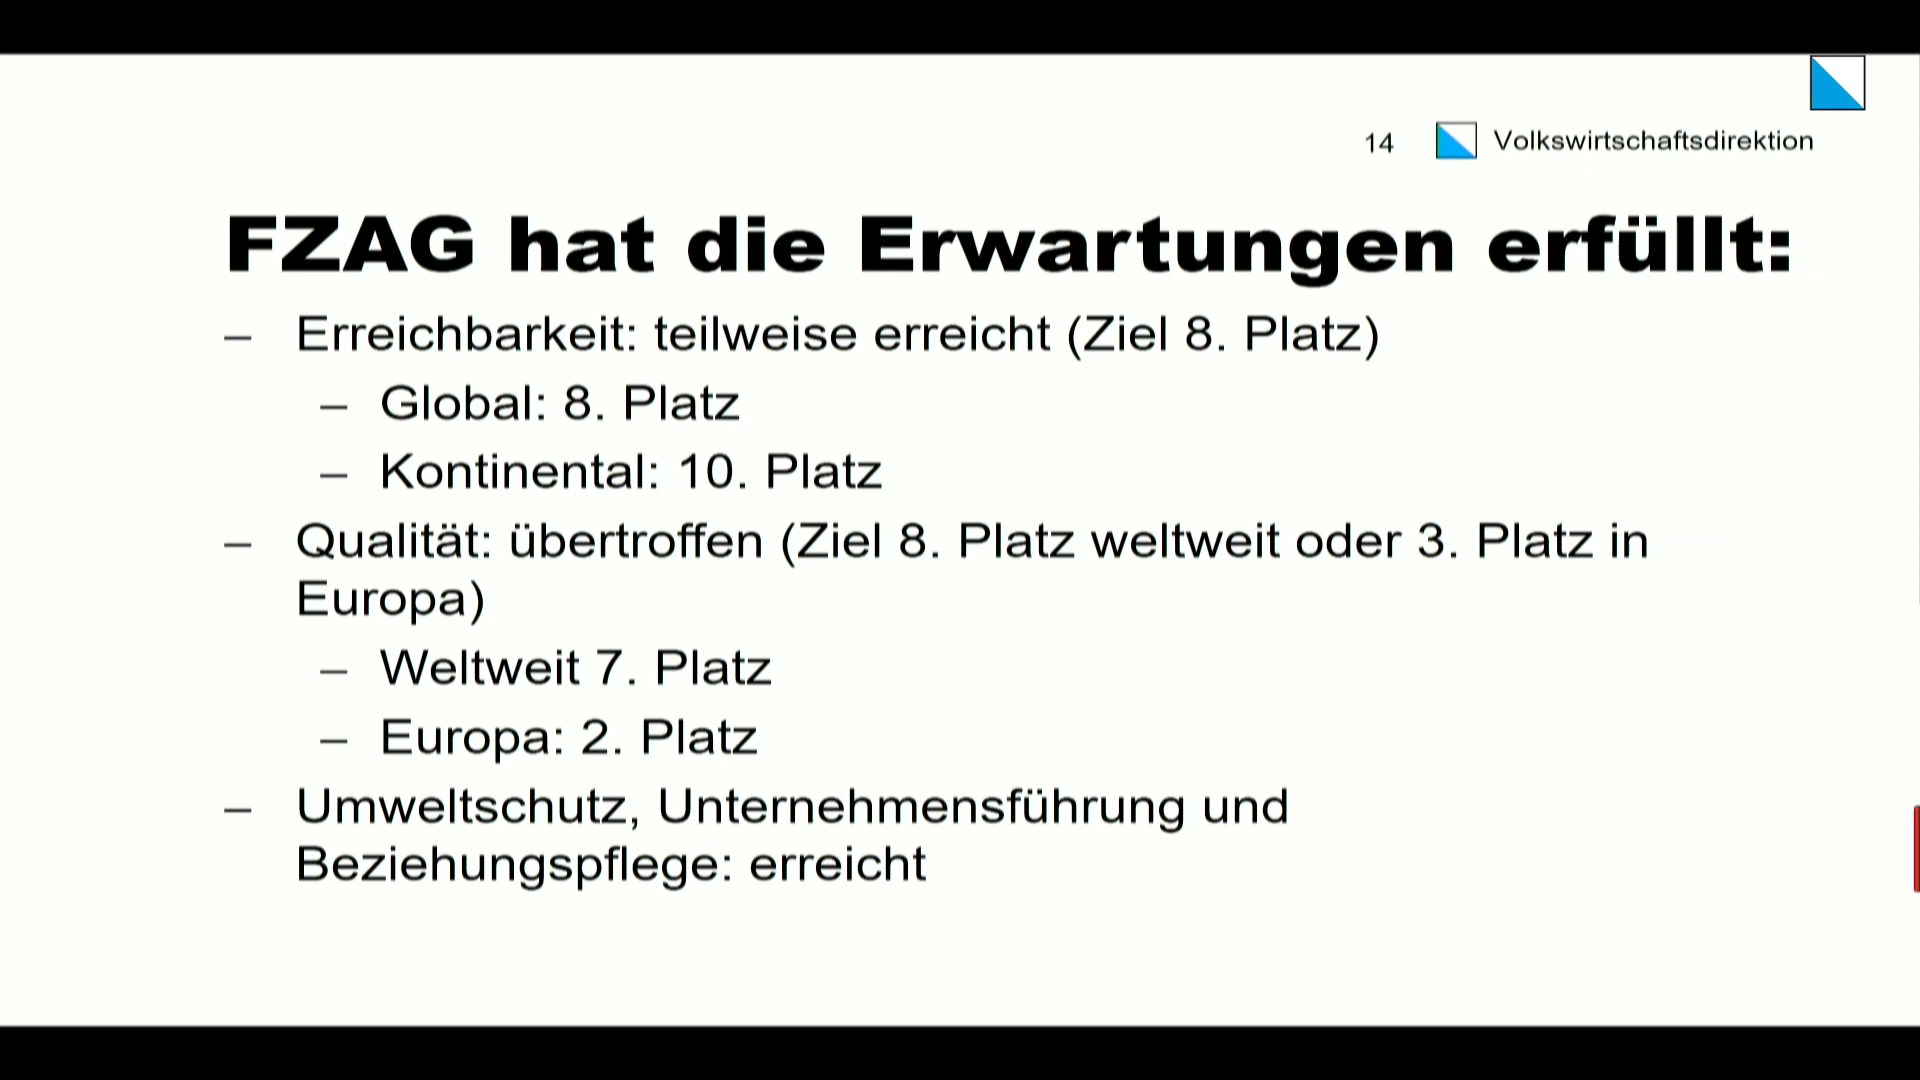 14 Volkswirtschaftsdirektion
FZAG hat die Erwartungen erfüllt:
– Erreichbarkeit: teilweise erreicht (Ziel 8. Platz)
– Global: 8. Platz
– Kontinental: 10. Platz
– Qualität: übertroffen (Ziel 8. Platz weltweit oder 3. Platz in
Europa)
– Weltweit 7. Platz
– Europa: 2. Platz
– Umweltschutz, Unternehmensführung und
Beziehungspflege: erreicht